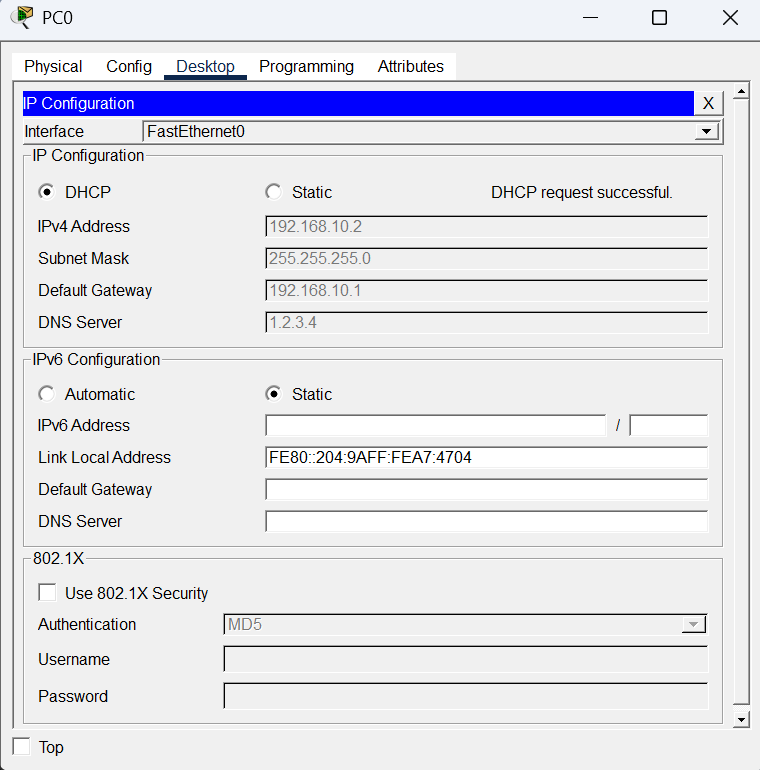 PC0
Physical Config Desktop Programming Attributes
IP Configuration X
Interface FastEthernet0
IP Configuration
DHCP Static DHCP request successful.
IPv4 Address 192.168.10.2
Subnet Mask 255.255.255.0
Default Gateway 192.168.10.1
DNS Server 1.2.3.4
IPv6 Configuration
Automatic Static
IPv6 Address /
Link Local Address FE80::204:9AFF:FEA7:4704
Default Gateway
DNS Server
802.1X
Use 802.1X Security
Authentication MD5
Username
Password
Top